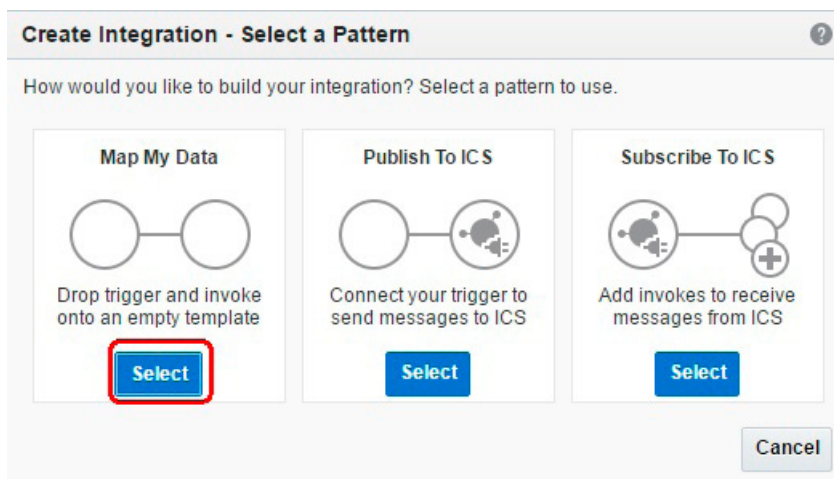 Create Integration - Select a Pattern
How would you like to build your integration? Select a pattern to use.
Map My Data
Drop trigger and invoke
onto an empty template
Select
Publish To ICS
Connect your trigger to
send messages to ICS
Select
Subscribe To ICS
Add invokes to receive
messages from ICS
Select
Cancel